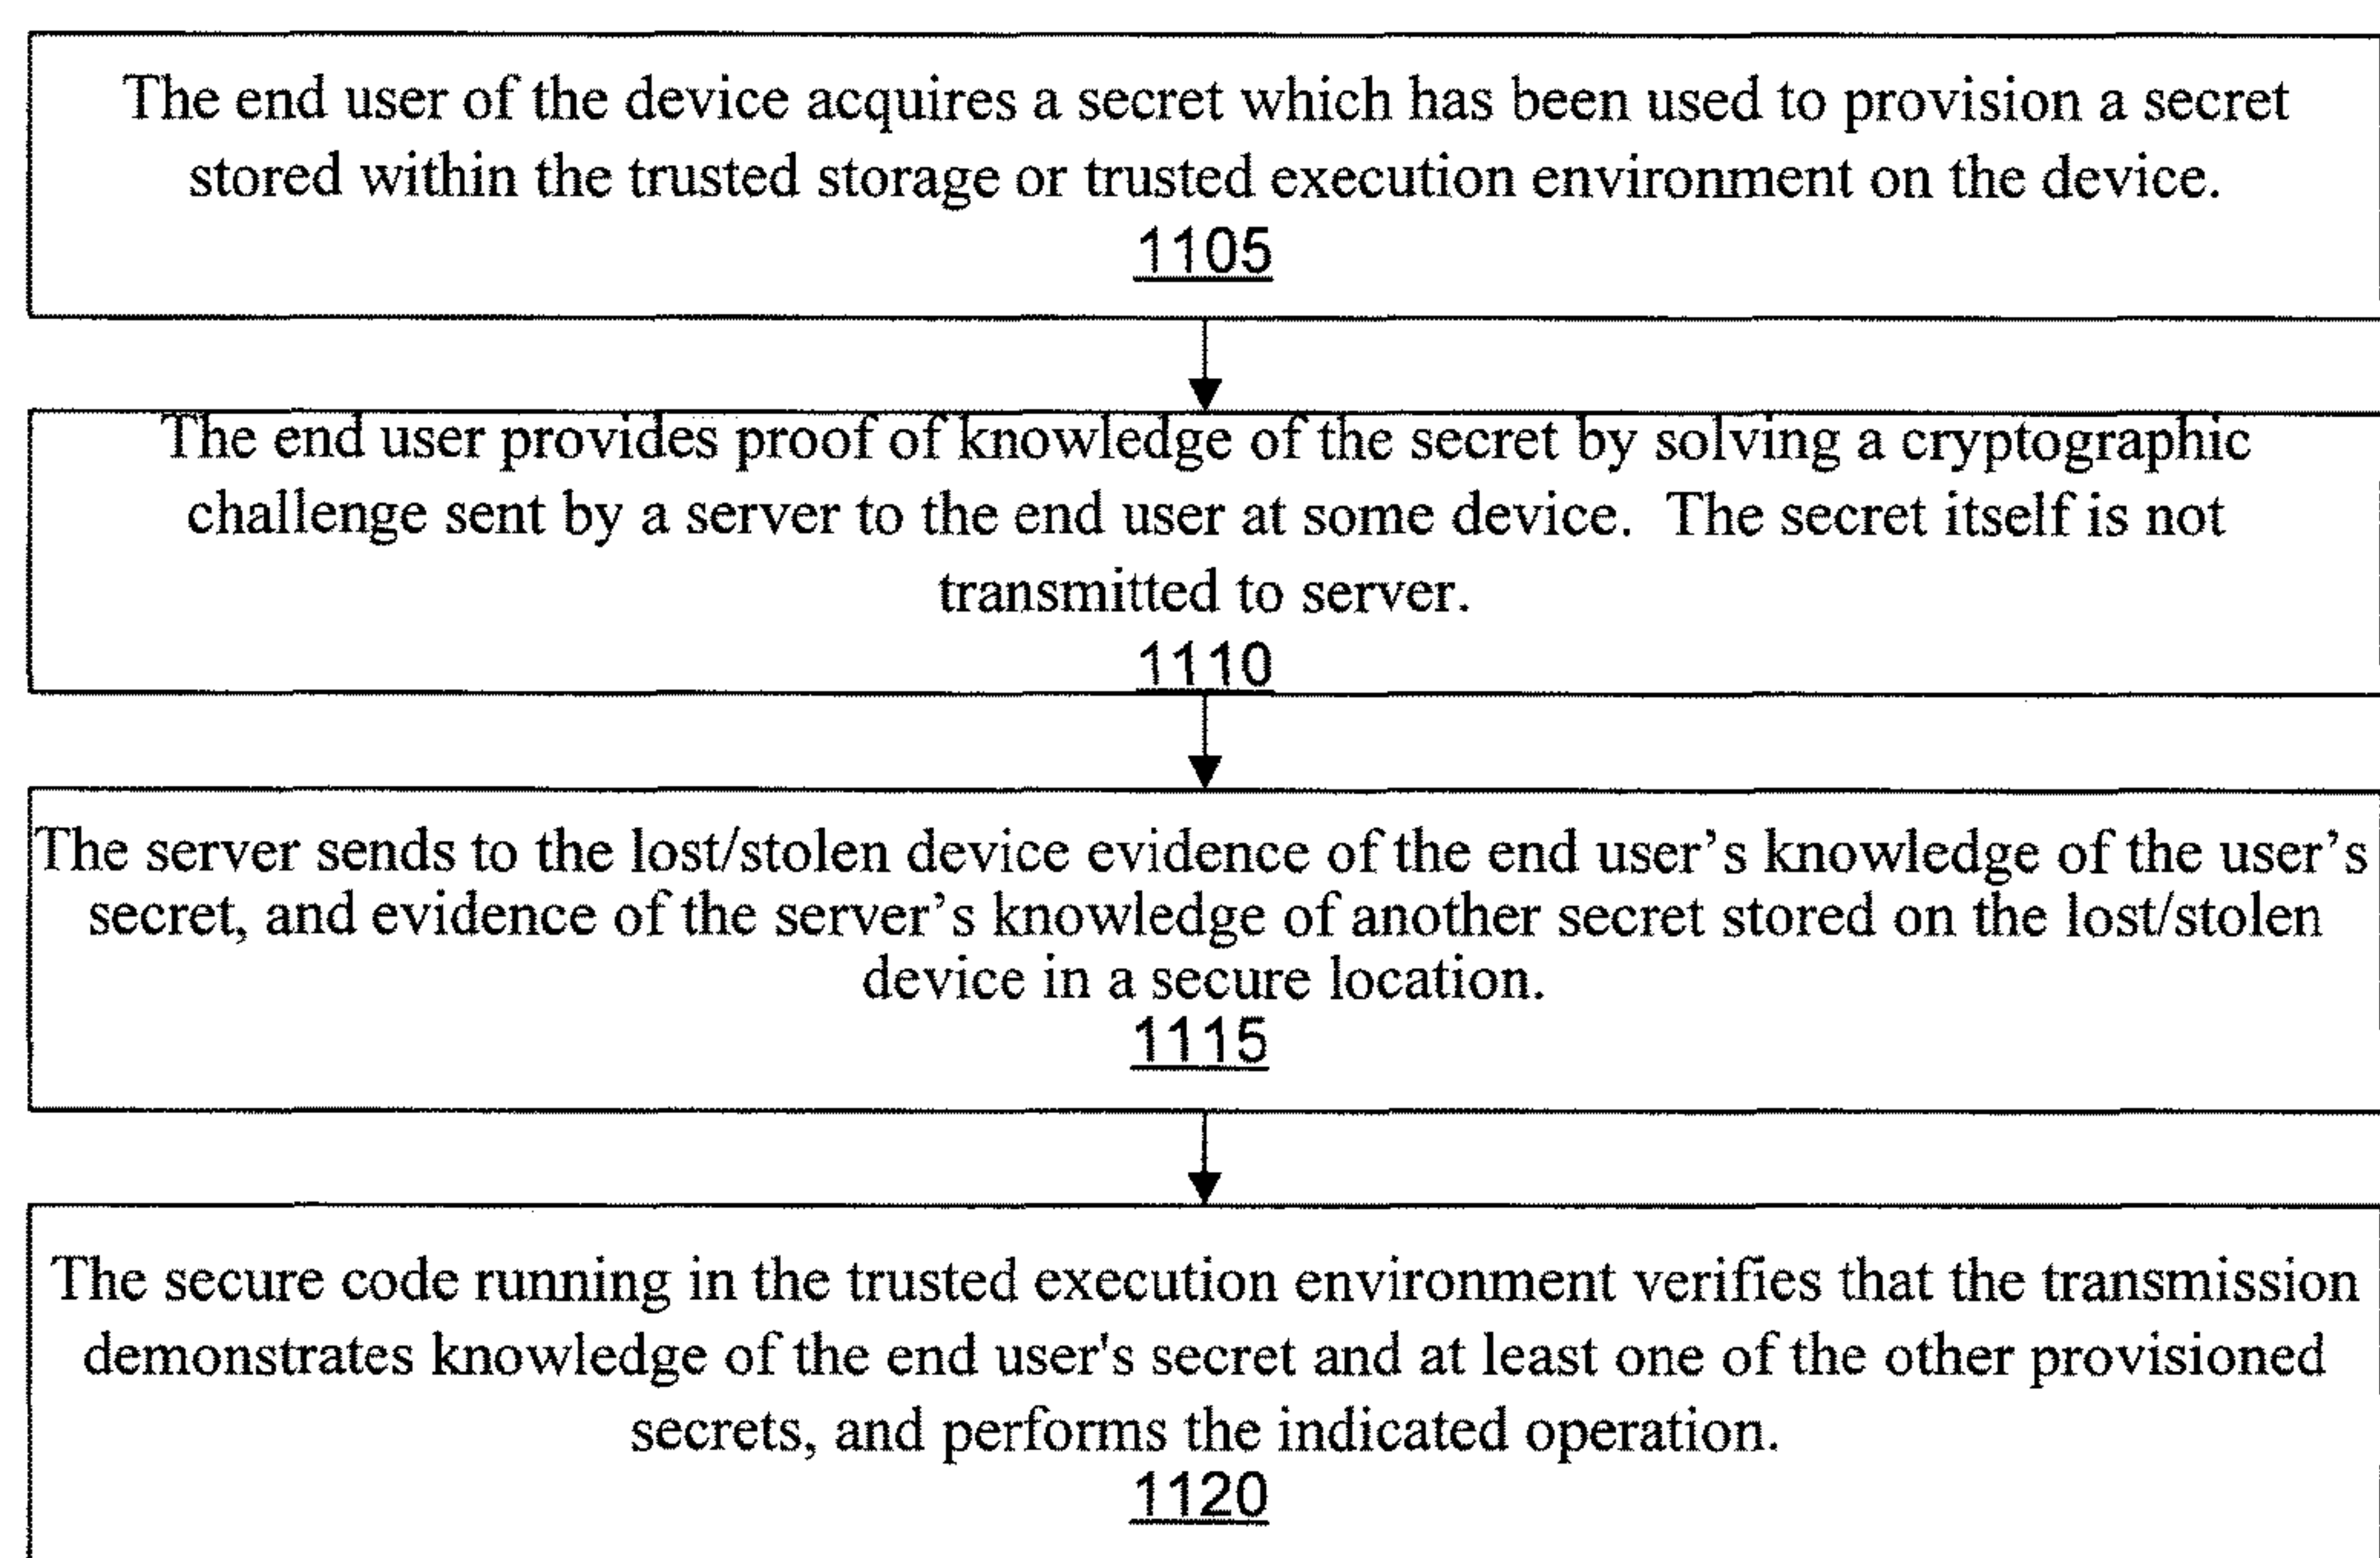 The end user of the device acquires a secret which has been used to provision a secret
stored within the trusted storage or trusted execution environment on the device.
1105
The end user provides proof of knowledge of the secret by solving a cryptographic
challenge sent by a server to the end user at some device.  The secret itself is not
transmitted to server.
1110
The server sends to the lost/stolen device evidence of the end user’s knowledge of the user’s
secret, and evidence of the server’s knowledge of another secret stored on the lost/stolen
device in a secure location.
1115
The secure code running in the trusted execution environment verifies that the transmission
demonstrates knowledge of the end user's secret and at least one of the other provisioned
secrets, and performs the indicated operation.
1120